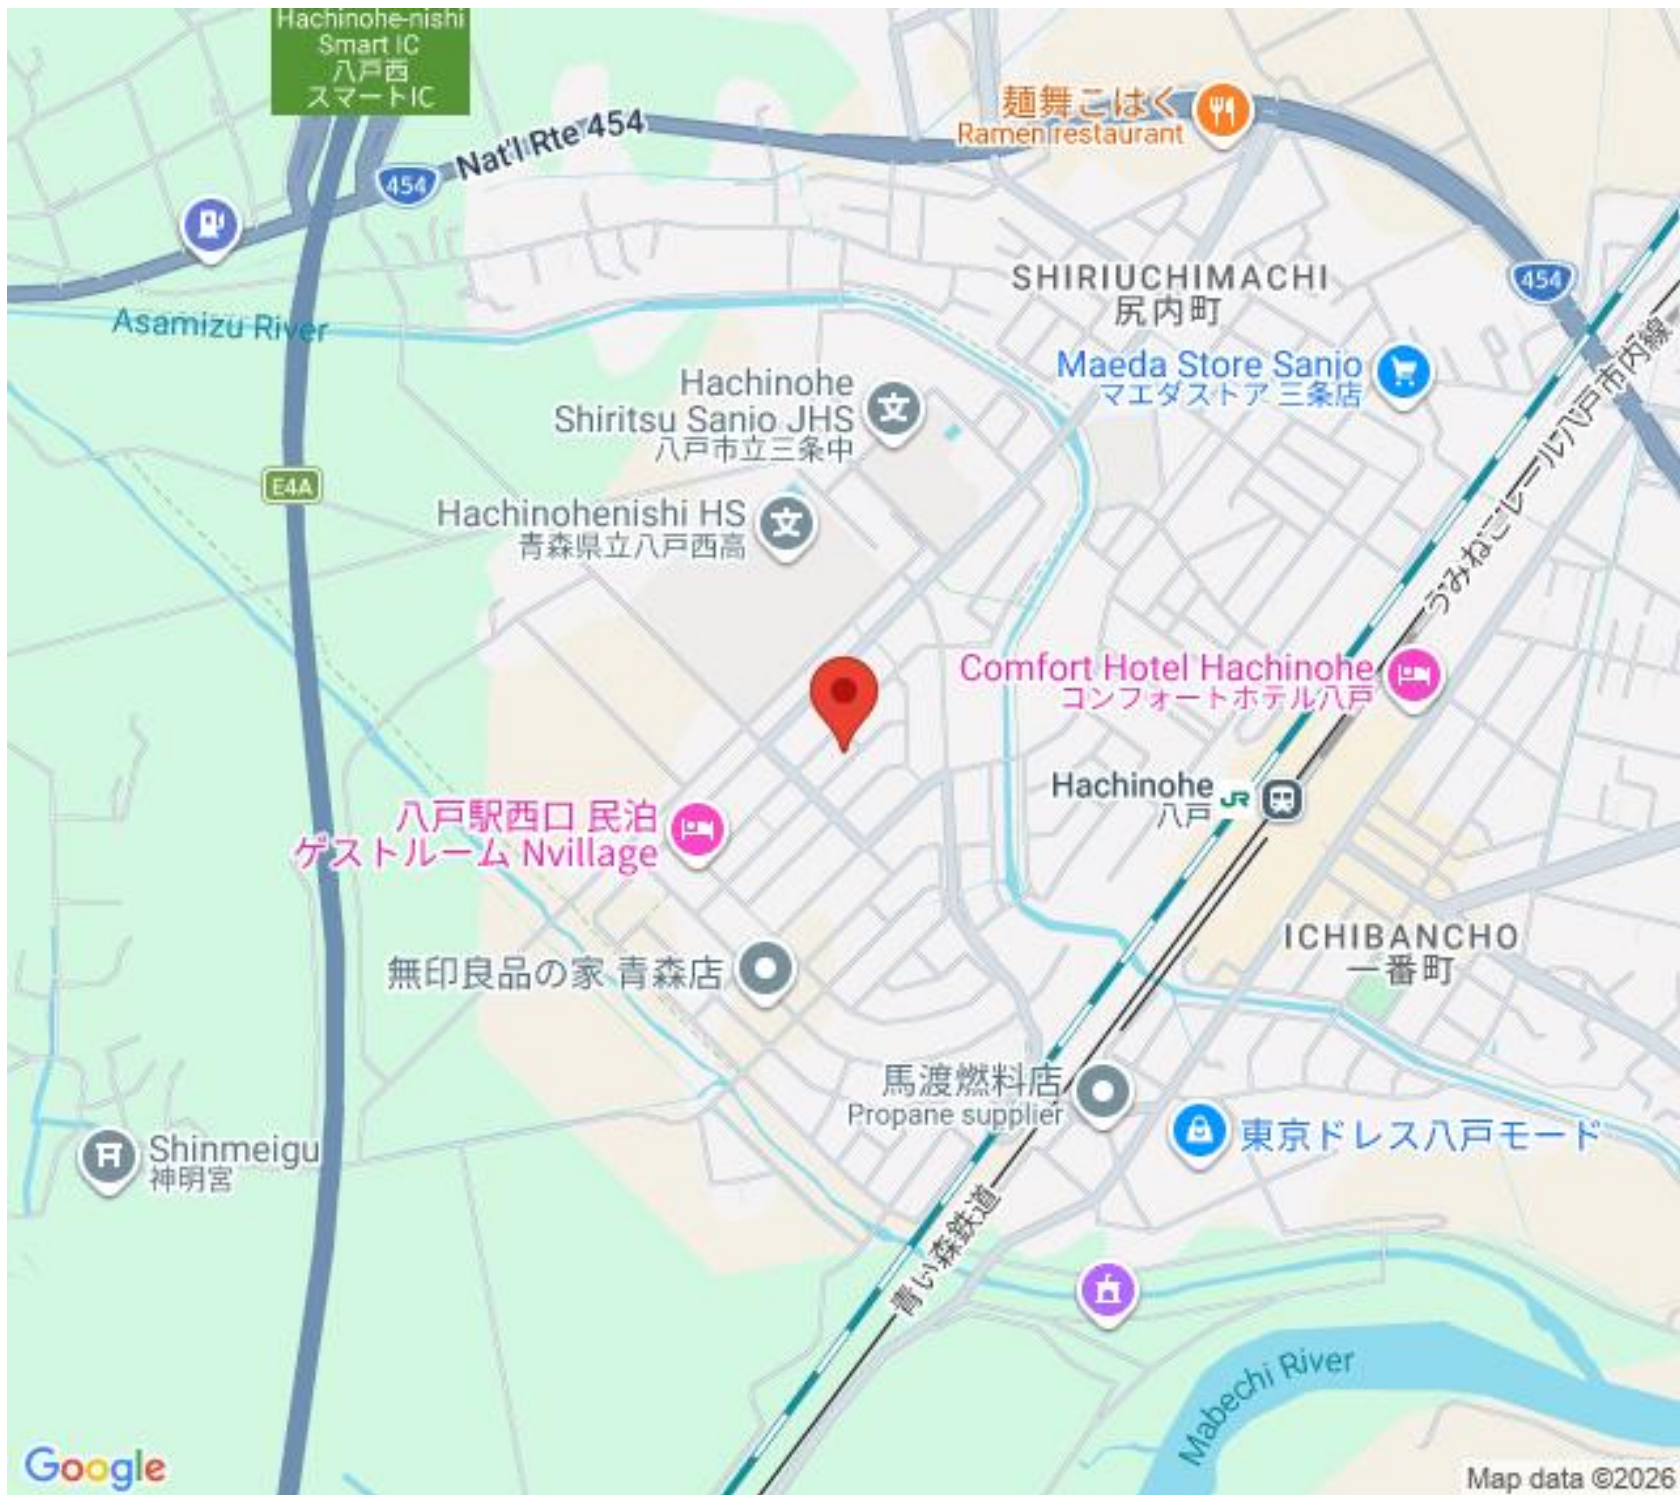 Hachinohe-nishi
Smart IC
八戸西
スマートIC
麺舞こはく
Ramen restaurant
Nat'l Rte 454
454
SHIRIUCHIMACHI
尻内町
454
Asamizu River
Maeda Store Sanjo
マエダストア 三条店
うみねこレール八戸市内線
Hachinohe
Shiritsu Sanjo JHS
八戸市立三条中
E4A
Hachinohenishi HS
青森県立八戸西高
Comfort Hotel Hachinohe
コンフォートホテル八戸
Hachinohe
八戸
JR
八戸駅西口 民泊
ゲストルーム Nvillage
ICHIBANCHO
一番町
無印良品の家 青森店
馬渡燃料店
Propane supplier
東京ドレス八戸モード
Shinmeigu
神明宮
青い森鉄道
Mabechi River
Google
Map data ©2026